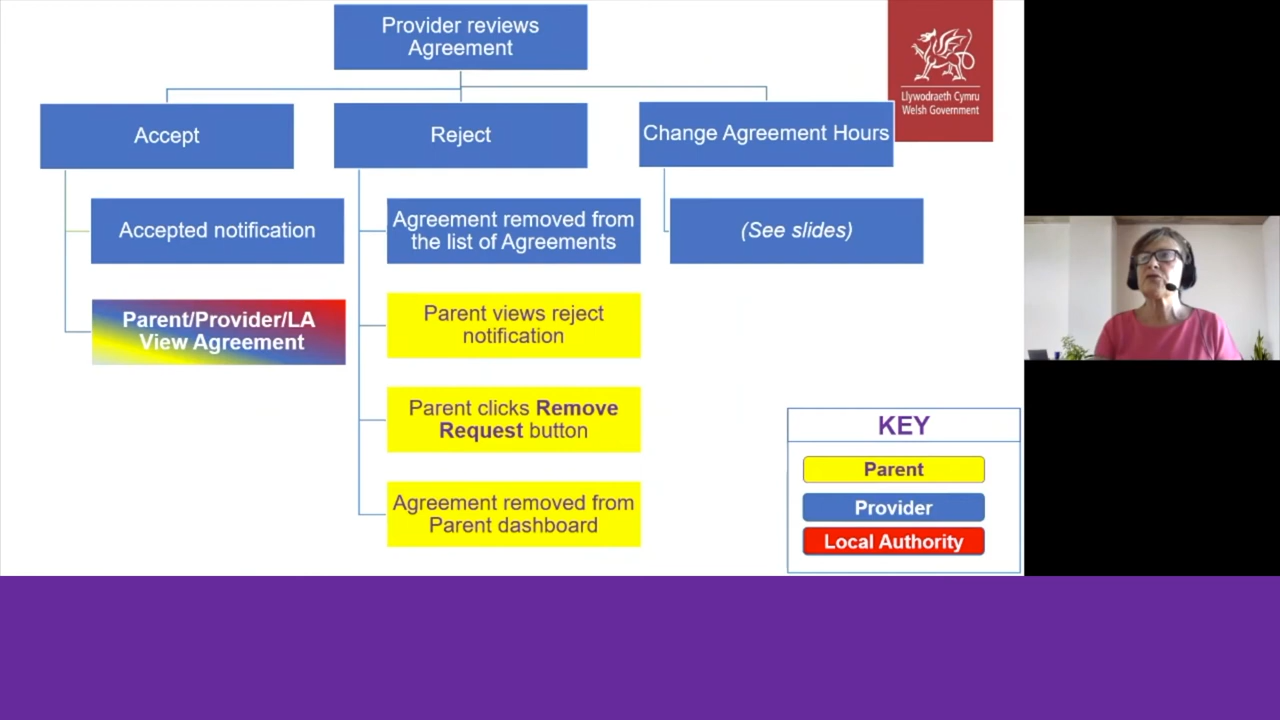 Provider reviews
Agreement
Llywodraeth Cymru
Welsh Government
Accept
Reject
Change Agreement Hours
Accepted notification
Agreement removed from
the list of Agreements
(See slides)
Parent/Provider/LA
View Agreement
Parent views reject
notification
Parent clicks Remove
Request button
Agreement removed from
Parent dashboard
KEY
Parent
Provider
Local Authority